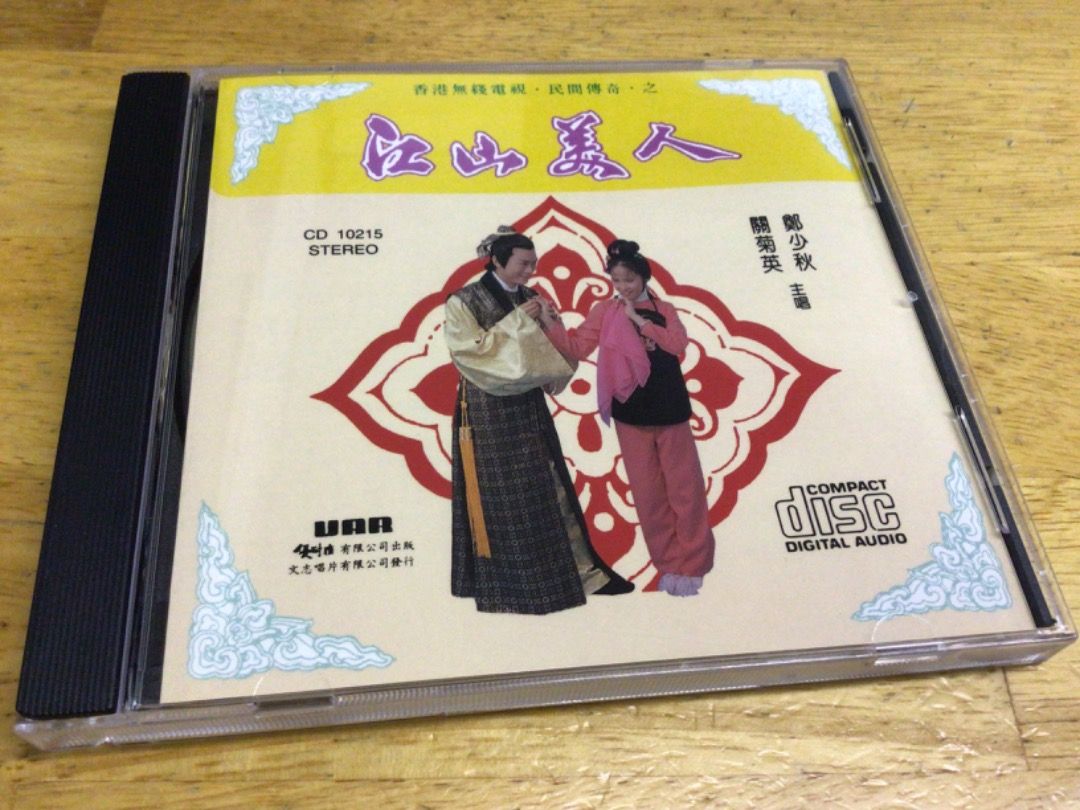 香港無綫電視·民間傳奇·之
江山美人
CD 10215
STEREO
鄭少秋
關菊英
主唱
UAR
有限公司出版
文志唱片有限公司發行
COMPACT
disc
DIGITAL AUDIO